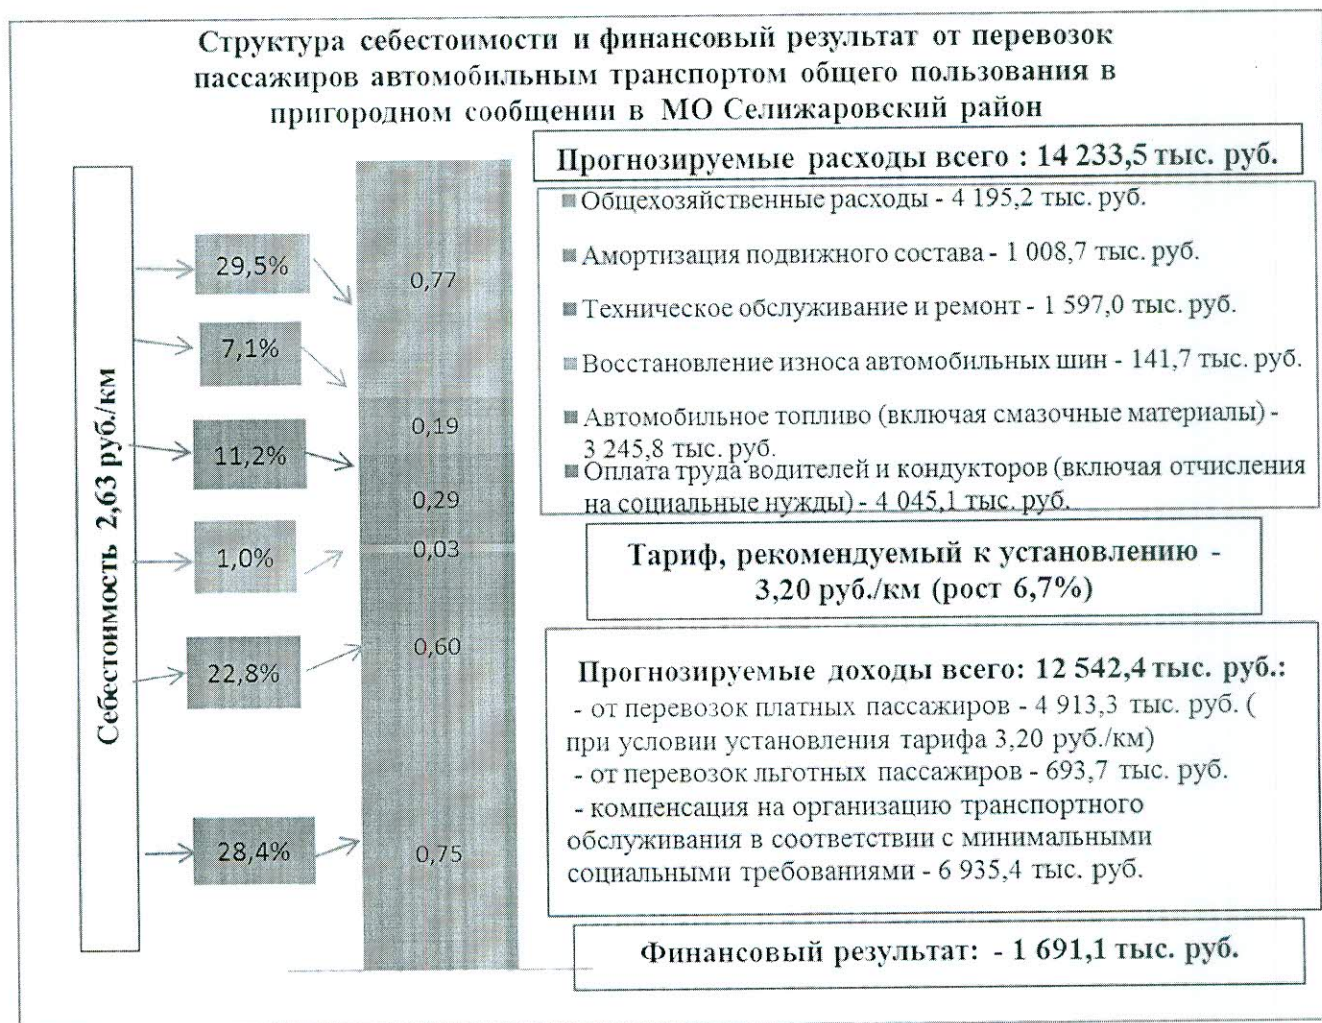 Структура себестоимости и финансовый результат от перевозок
пассажиров автомобильным транспортом общего пользования в
пригородном сообщении в МО Селижаровский район
Себестоимость 2,63 руб./км
29,5%
7,1%
11,2%
1,0%
22,8%
28,4%
0,77
0,19
0,29
0,03
0,60
0,75
Прогнозируемые расходы всего : 14 233,5 тыс. руб.
Общехозяйственные расходы - 4 195,2 тыс. руб.
Амортизация подвижного состава - 1 008,7 тыс. руб.
Техническое обслуживание и ремонт - 1 597,0 тыс. руб.
Восстановление износа автомобильных шин - 141,7 тыс. руб.
Автомобильное топливо (включая смазочные материалы) -
3 245,8 тыс. руб.
Оплата труда водителей и кондукторов (включая отчисления
на социальные нужды) - 4 045,1 тыс. руб.
Тариф, рекомендуемый к установлению -
3,20 руб./км (рост 6,7%)
Прогнозируемые доходы всего: 12 542,4 тыс. руб.:
- от перевозок платных пассажиров - 4 913,3 тыс. руб. (
при условии установления тарифа 3,20 руб./км)
- от перевозок льготных пассажиров - 693,7 тыс. руб.
- компенсация на организацию транспортного
обслуживания в соответствии с минимальными
социальными требованиями - 6 935,4 тыс. руб.
Финансовый результат: - 1 691,1 тыс. руб.